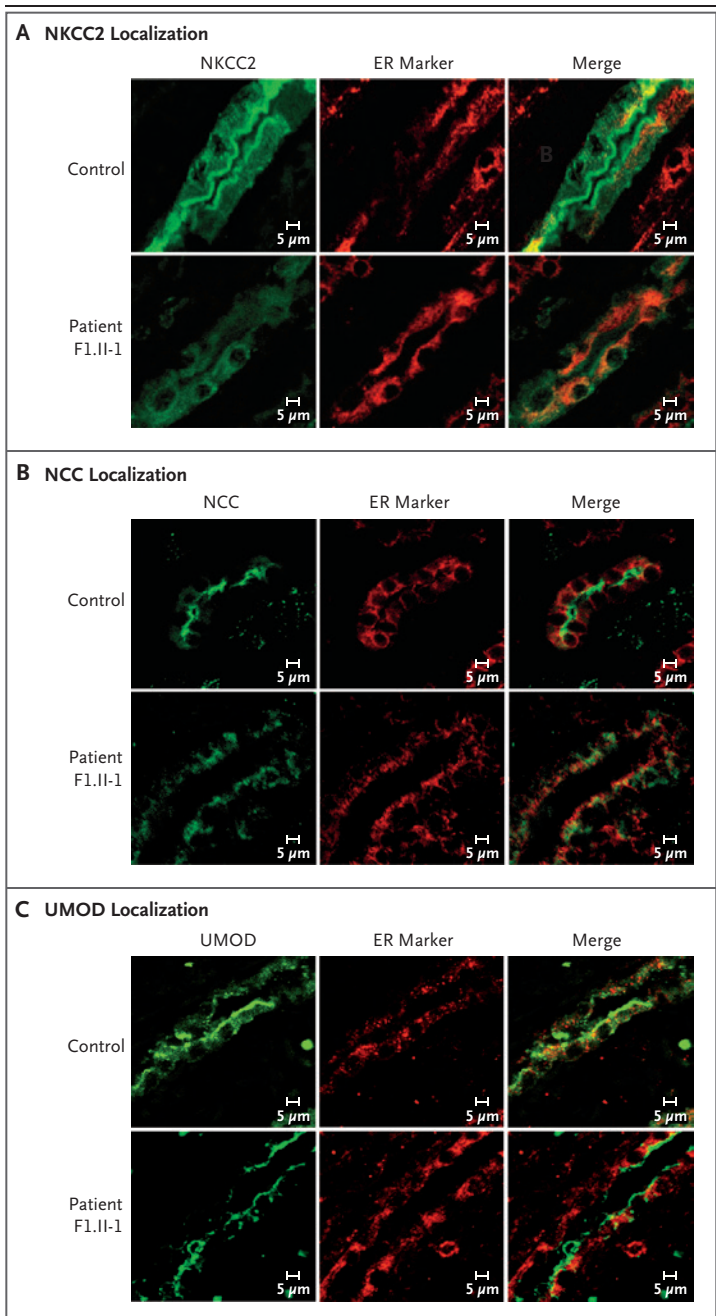 A NKCC2 Localization
NKCC2 ER Marker Merge
Control
B
5 µm 5 µm 5 µm
Patient
F1.II-1
5 µm 5 µm 5 µm
B NCC Localization
NCC ER Marker Merge
Control
5 µm 5 µm 5 µm
Patient
F1.II-1
5 µm 5 µm 5 µm
C UMOD Localization
UMOD ER Marker Merge
Control
5 µm 5 µm 5 µm
Patient
F1.II-1
5 µm 5 µm 5 µm